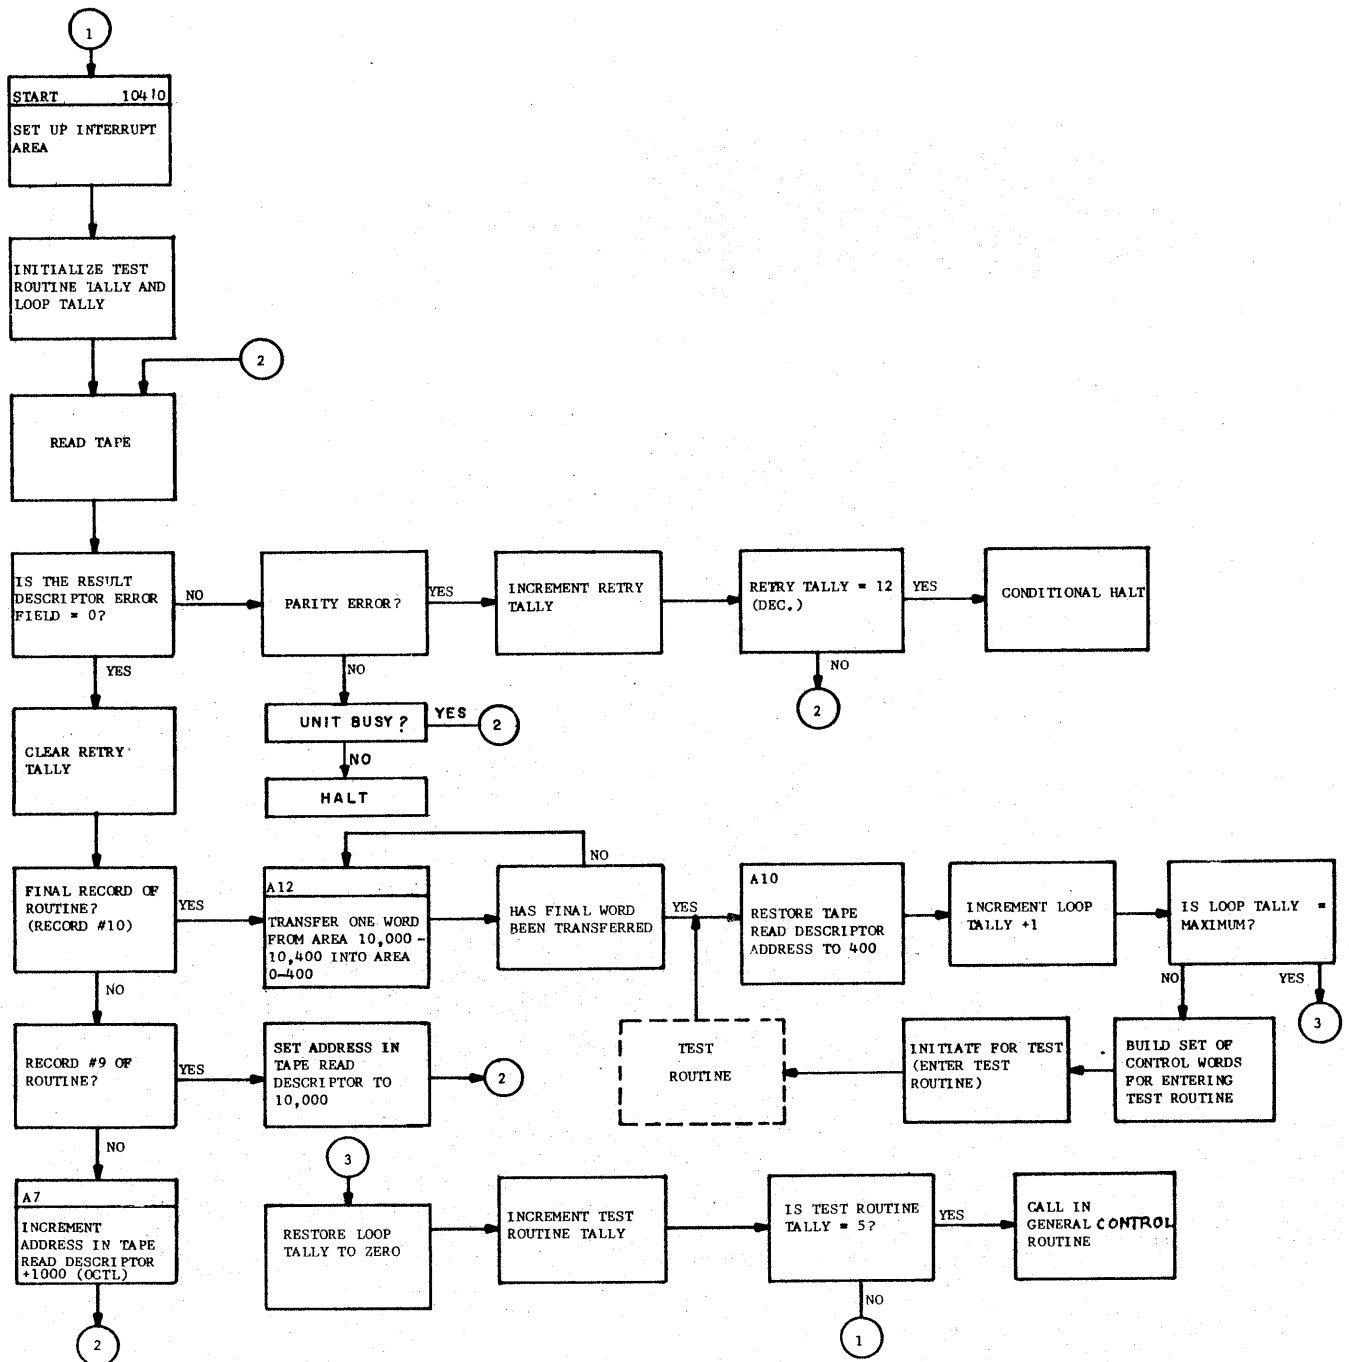 1
START 10410
SET UP INTERRUPT
AREA
INITIALIZE TEST
ROUTINE TALLY AND
LOOP TALLY
2
READ TAPE
IS THE RESULT
DESCRIPTOR ERROR
FIELD = 0?
NO
YES
PARITY ERROR?
YES
NO
INCREMENT RETRY
TALLY
RETRY TALLY = 12
(DEC.)
YES
NO
2
CONDITIONAL HALT
UNIT BUSY?
YES
2
NO
HALT
CLEAR RETRY
TALLY
FINAL RECORD OF
ROUTINE?
(RECORD #10)
YES
NO
A12
TRANSFER ONE WORD
FROM AREA 10,000 -
10,400 INTO AREA
0-400
NO
HAS FINAL WORD
BEEN TRANSFERRED
YES
A10
RESTORE TAPE
READ DESCRIPTOR
ADDRESS TO 400
INCREMENT LOOP
TALLY +1
IS LOOP TALLY =
MAXIMUM?
NO
YES
3
RECORD #9 OF
ROUTINE?
YES
NO
SET ADDRESS IN
TAPE READ
DESCRIPTOR TO
10,000
2
TEST
ROUTINE
INITIATE FOR TEST
(ENTER TEST
ROUTINE)
BUILD SET OF
CONTROL WORDS
FOR ENTERING
TEST ROUTINE
A7
INCREMENT
ADDRESS IN TAPE
READ DESCRIPTOR
+1000 (OCTL)
2
3
RESTORE LOOP
TALLY TO ZERO
INCREMENT TEST
ROUTINE TALLY
IS TEST ROUTINE
TALLY = 5?
YES
NO
1
CALL IN
GENERAL CONTROL
ROUTINE